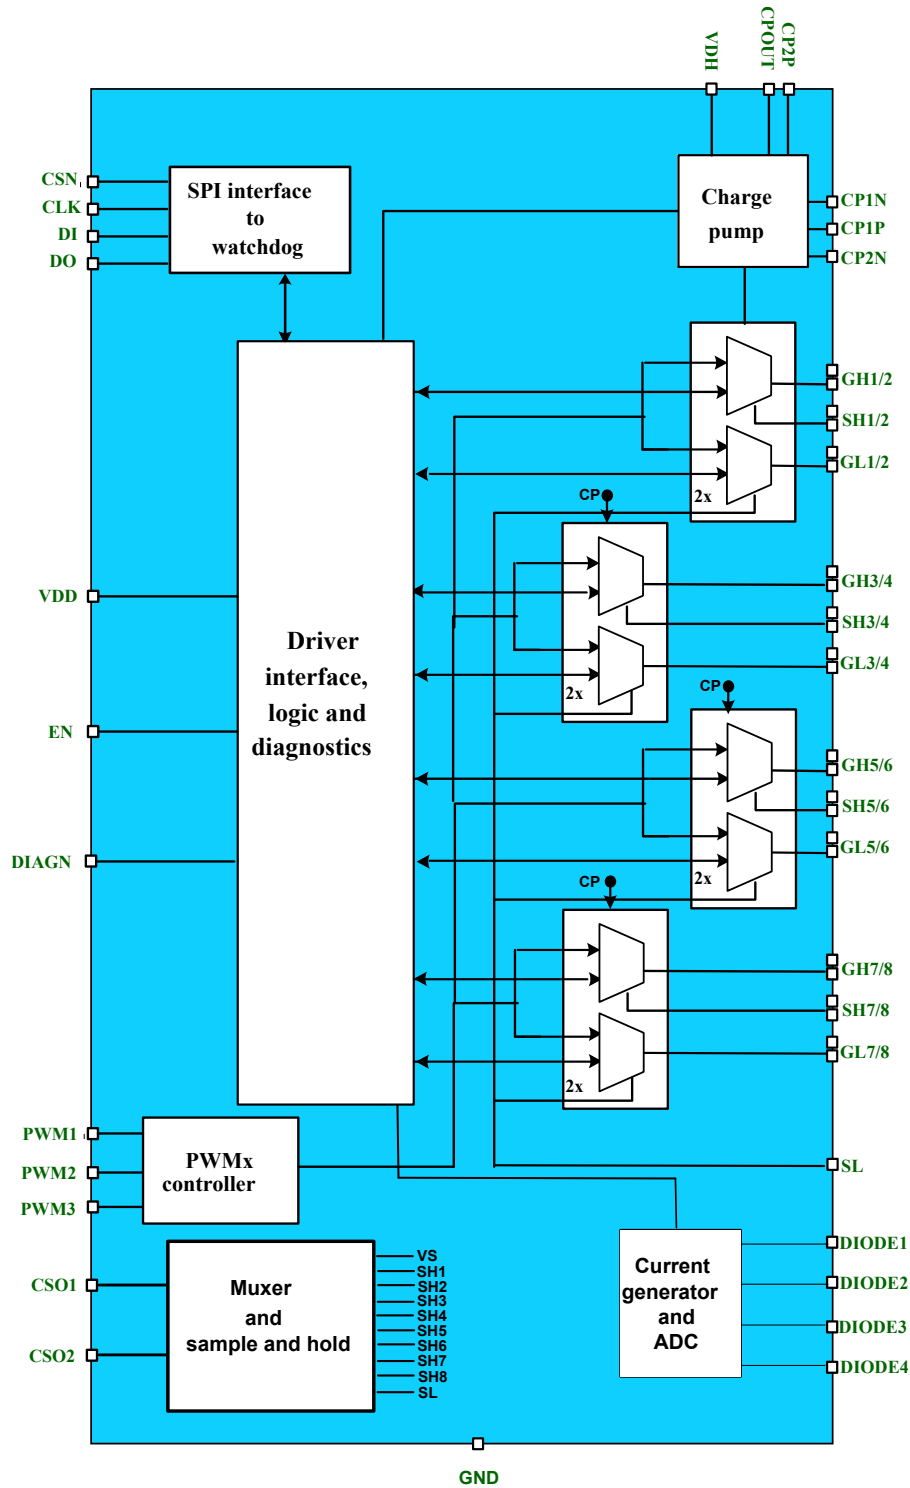 VDH
CPOUT
CP2P
CSN
CLK
DI
DO
SPI interface
to
watchdog
Charge
pump
CP1N
CP1P
CP2N
GH1/2
SH1/2
GL1/2
2x
CP
GH3/4
SH3/4
GL3/4
2x
VDD
Driver
interface,
logic and
diagnostics
EN
DIAGN
CP
GH5/6
SH5/6
GL5/6
2x
CP
GH7/8
SH7/8
GL7/8
2x
PWM1
PWM2
PWM3
PWMx
controller
SL
CSO1
CSO2
Muxer
and
sample and hold
VS
SH1
SH2
SH3
SH4
SH5
SH6
SH7
SH8
SL
Current
generator
and
ADC
DIODE1
DIODE2
DIODE3
DIODE4
GND